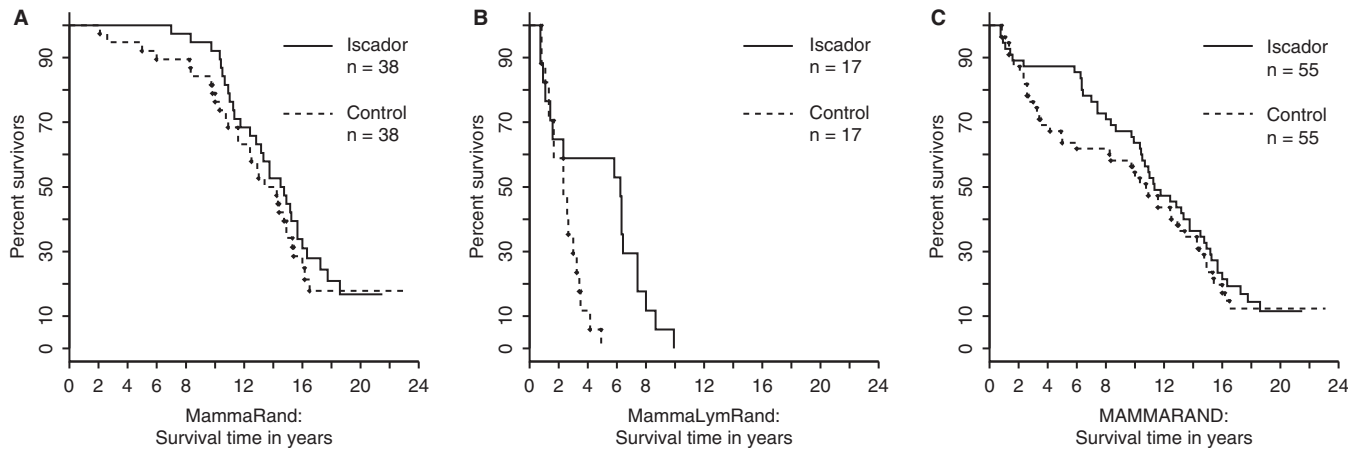 A
Percent survivors
90
70
50
30
10
0
Iscador
n = 38
Control
n = 38
0 2 4 6 8 10 12 16 20 24
MammaRand:
Survival time in years
B
Percent survivors
90
70
50
30
10
0
Iscador
n = 17
Control
n = 17
0 2 4 6 8 10 12 16 20 24
MammaLymRand:
Survival time in years
C
Percent survivors
90
70
50
30
10
0
Iscador
n = 55
Control
n = 55
0 2 4 6 8 10 12 16 20 24
MAMMARAND:
Survival time in years